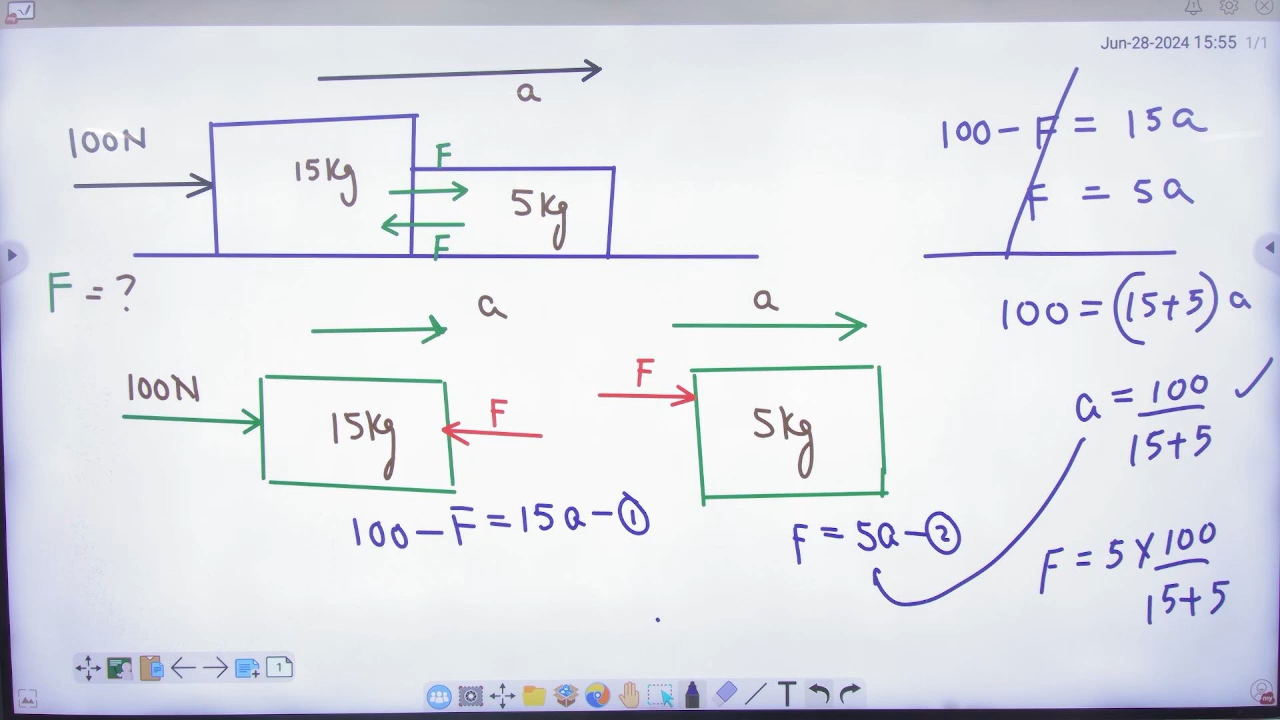 Jun-28-2024 15:55 1/1
a
100N
15Kg
F
5Kg
F
F = ?
a
100N
15Kg
F
100 - F = 15a - ①
a
F
5Kg
F = 5a - ②
100 - F = 15a
F = 5a
100 = (15+5) a
a = 100
15+5
F = 5 × 100
15+5
1
T